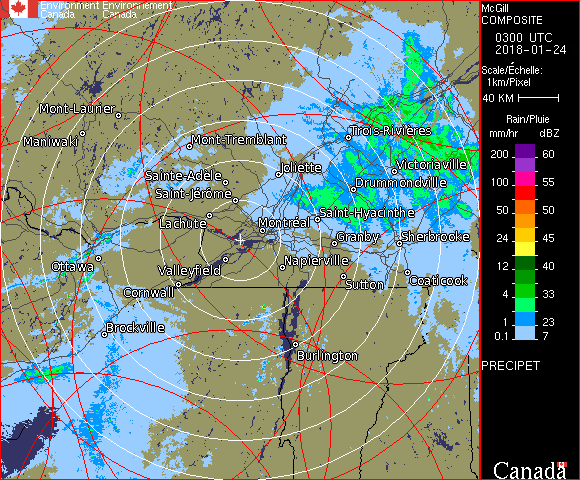 Environment Environnement
Canada Canada
McGill
COMPOSITE
0300 UTC
2018-01-24
Scale/Échelle:
1km/Pixel
40 KM
Rain/Pluie
mm/hr dBZ
200 60
100 55
50 50
24 45
12 40
4 33
1 23
0.1 7
PRECIPET
Canada
Mont-Laurier
Maniwaki
Mont-Tremblant
Trois-Rivières
Sainte-Adèle
Joliette
Victoriaville
Saint-Jérôme
Drummondville
Lachute
Montréal
Saint-Hyacinthe
Granby
Sherbrooke
Ottawa
Valleyfield
Napierville
Cornwall
Sutton
Coaticook
Brockville
Burlington